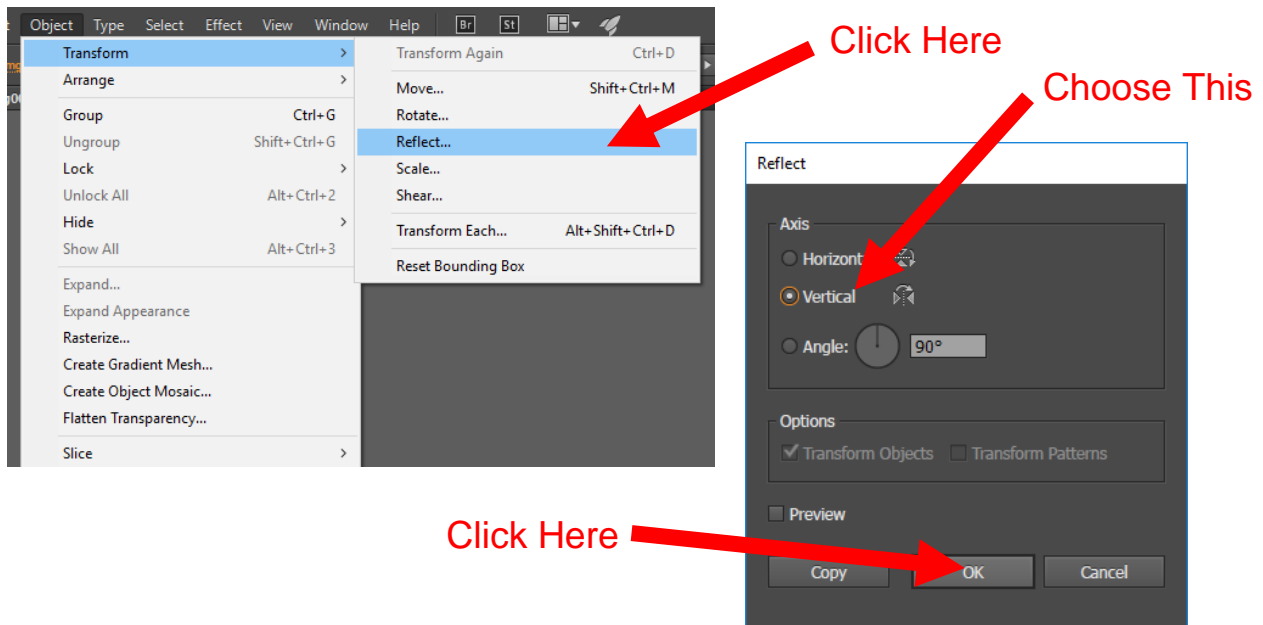 Object Type Select Effect View Window Help Br St
Transform >
Arrange >
Group Ctrl+G
Ungroup Shift+Ctrl+G
Lock >
Unlock All Alt+Ctrl+2
Hide >
Show All Alt+Ctrl+3
Expand...
Expand Appearance
Rasterize...
Create Gradient Mesh...
Create Object Mosaic...
Flatten Transparency...
Slice >
Transform Again Ctrl+D
Move... Shift+Ctrl+M
Rotate...
Reflect...
Scale...
Shear...
Transform Each... Alt+Shift+Ctrl+D
Reset Bounding Box
Click Here
Choose This
Reflect
Axis
Horizont
Vertical
Angle: 90°
Options
Transform Objects Transform Patterns
Preview
Click Here
Copy OK Cancel